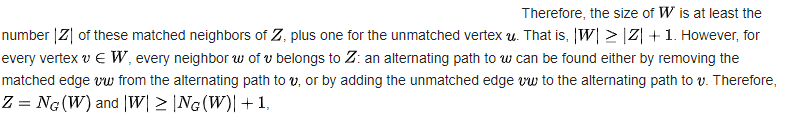 Therefore, the size of W is at least the
number |Z| of these matched neighbors of Z, plus one for the unmatched vertex u. That is, |W| ≥ |Z| + 1. However, for
every vertex v ∈ W, every neighbor w of v belongs to Z: an alternating path to w can be found either by removing the
matched edge vw from the alternating path to v, or by adding the unmatched edge vw to the alternating path to v. Therefore,
Z = N_G(W) and |W| ≥ |N_G(W)| + 1,